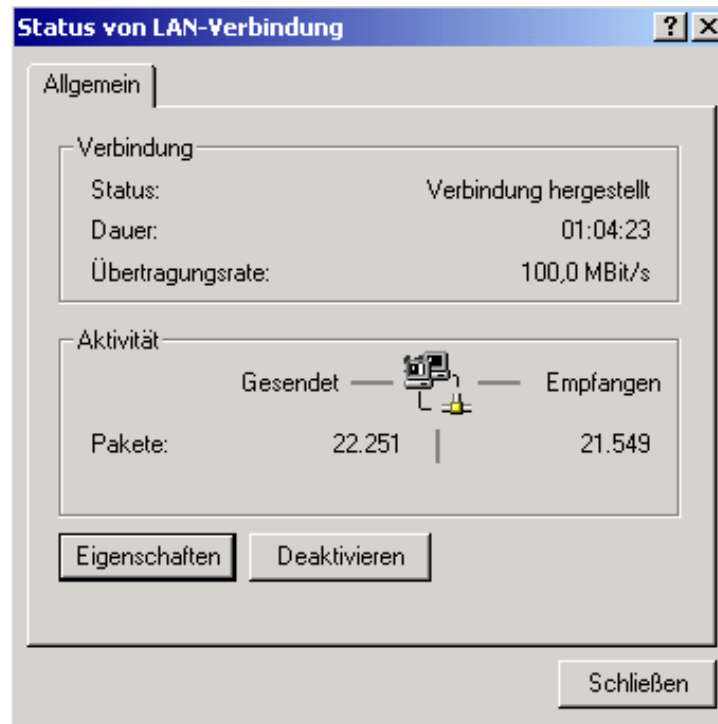 Status von LAN-Verbindung
Allgemein
Verbindung
Status: Verbindung hergestellt
Dauer: 01:04:23
Übertragungsrate: 100,0 MBit/s
Aktivität
Gesendet Empfangen
Pakete: 22.251 21.549
Eigenschaften Deaktivieren
Schließen